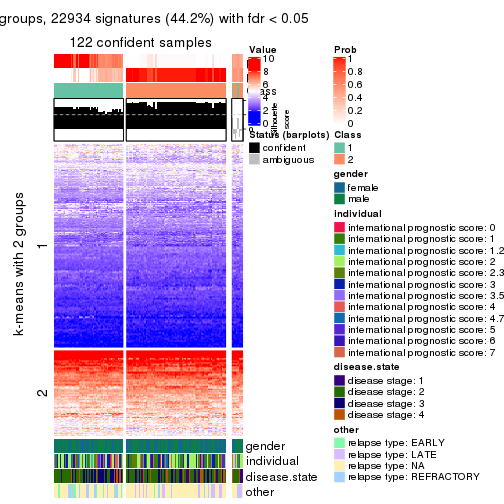 groups, 22934 signatures (44.2%) with fdr < 0.05
122 confident samples
k-means with 2 groups
1
2
gender
individual
disease.state
other
Value
10
8
6
4
2
0
Silhouette
score
Prob
1
0.8
0.6
0.4
0.2
0
Status (barplots)
confident
ambiguous
Class
1
2
gender
female
male
individual
international prognostic score: 0
international prognostic score: 1
international prognostic score: 1.2
international prognostic score: 2
international prognostic score: 2.3
international prognostic score: 3
international prognostic score: 3.5
international prognostic score: 4
international prognostic score: 4.7
international prognostic score: 5
international prognostic score: 6
international prognostic score: 7
disease.state
disease stage: 1
disease stage: 2
disease stage: 3
disease stage: 4
other
relapse type: EARLY
relapse type: LATE
relapse type: NA
relapse type: REFRACTORY